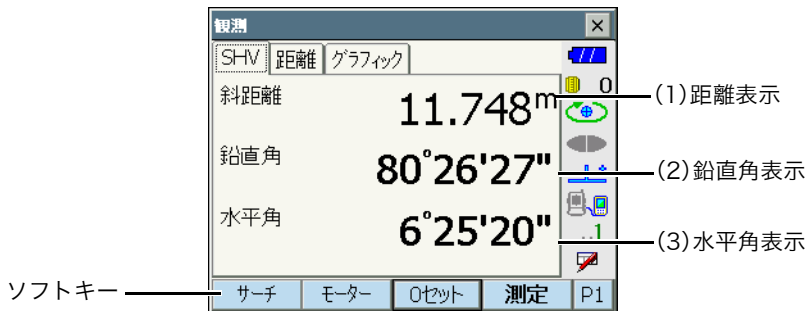 観測
SHV 距離 グラフィック
斜距離 11.748m
0
(1)距離表示
鉛直角 80°26'27"
(2)鉛直角表示
水平角 6°25'20"
..1
(3)水平角表示
ソフトキー
サーチ モーター 0セット 測定 P1